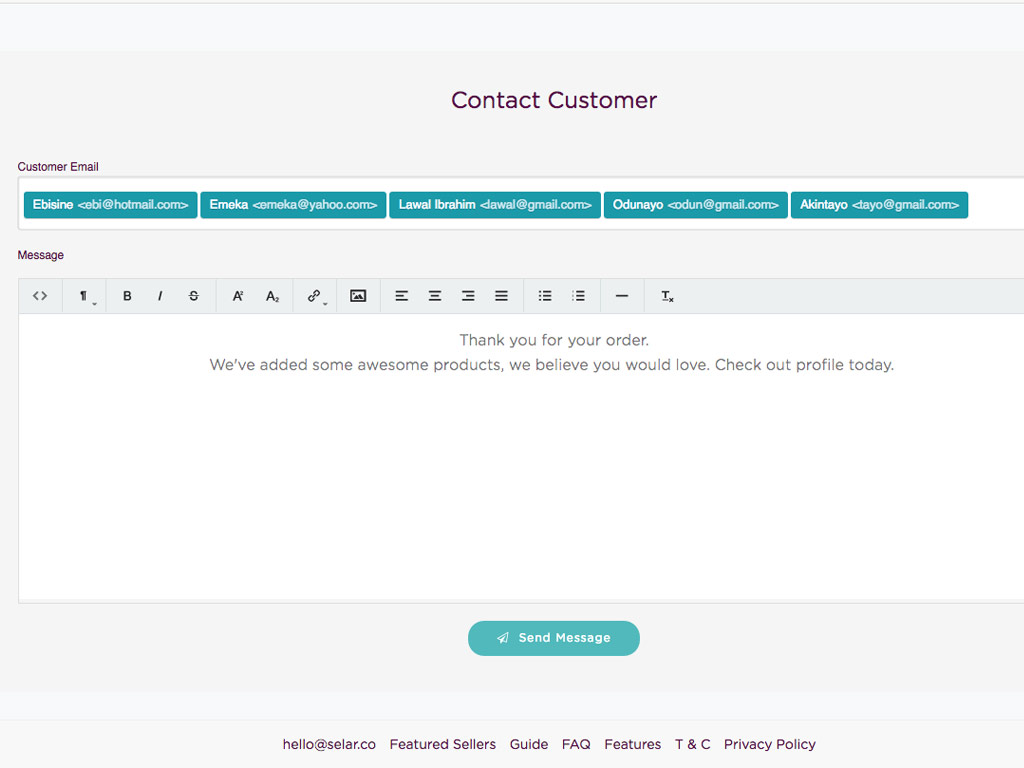 Contact Customer
Customer Email
Ebisine <ebi@hotmail.com> Emeka <emeka@yahoo.com> Lawal Ibrahim <lawal@gmail.com> Odunayo <odun@gmail.com> Akintayo <tayo@gmail.com>
Message
Thank you for your order.
We've added some awesome products, we believe you would love. Check out profile today.
Send Message
hello@selar.co Featured Sellers Guide FAQ Features T & C Privacy Policy